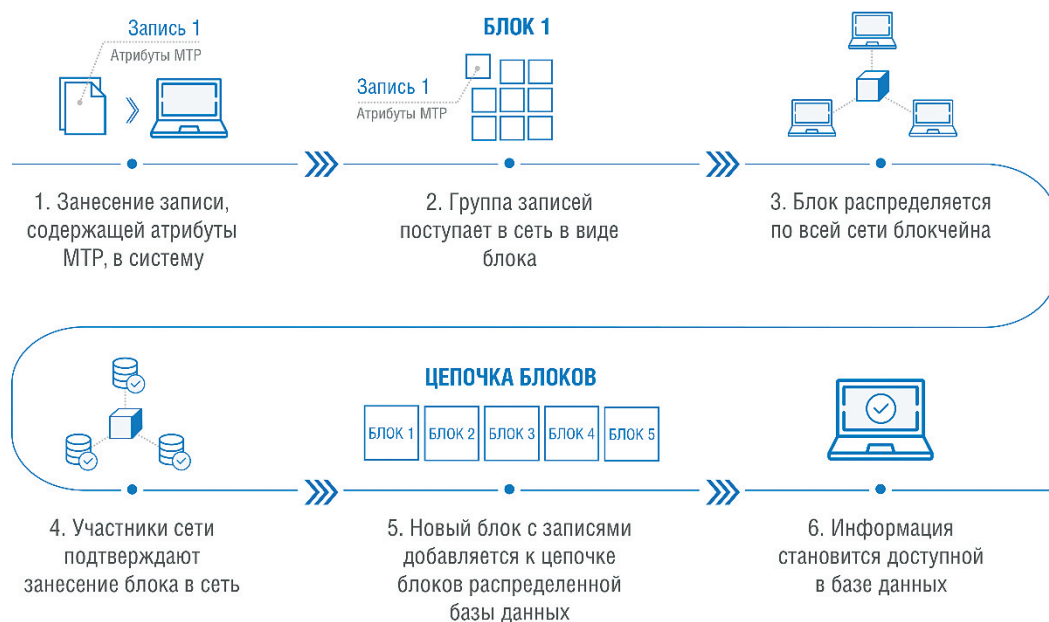 Запись 1
Атрибуты МТР
БЛОК 1
Запись 1
Атрибуты МТР
1. Занесение записи,
содержащей атрибуты
МТР, в систему
2. Группа записей
поступает в сеть в виде
блока
3. Блок распределяется
по всей сети блокчейна
4. Участники сети
подтверждают
занесение блока в сеть
ЦЕПОЧКА БЛОКОВ
БЛОК 1 БЛОК 2 БЛОК 3 БЛОК 4 БЛОК 5
5. Новый блок с записями
добавляется к цепочке
блоков распределенной
базы данных
6. Информация
становится доступной
в базе данных